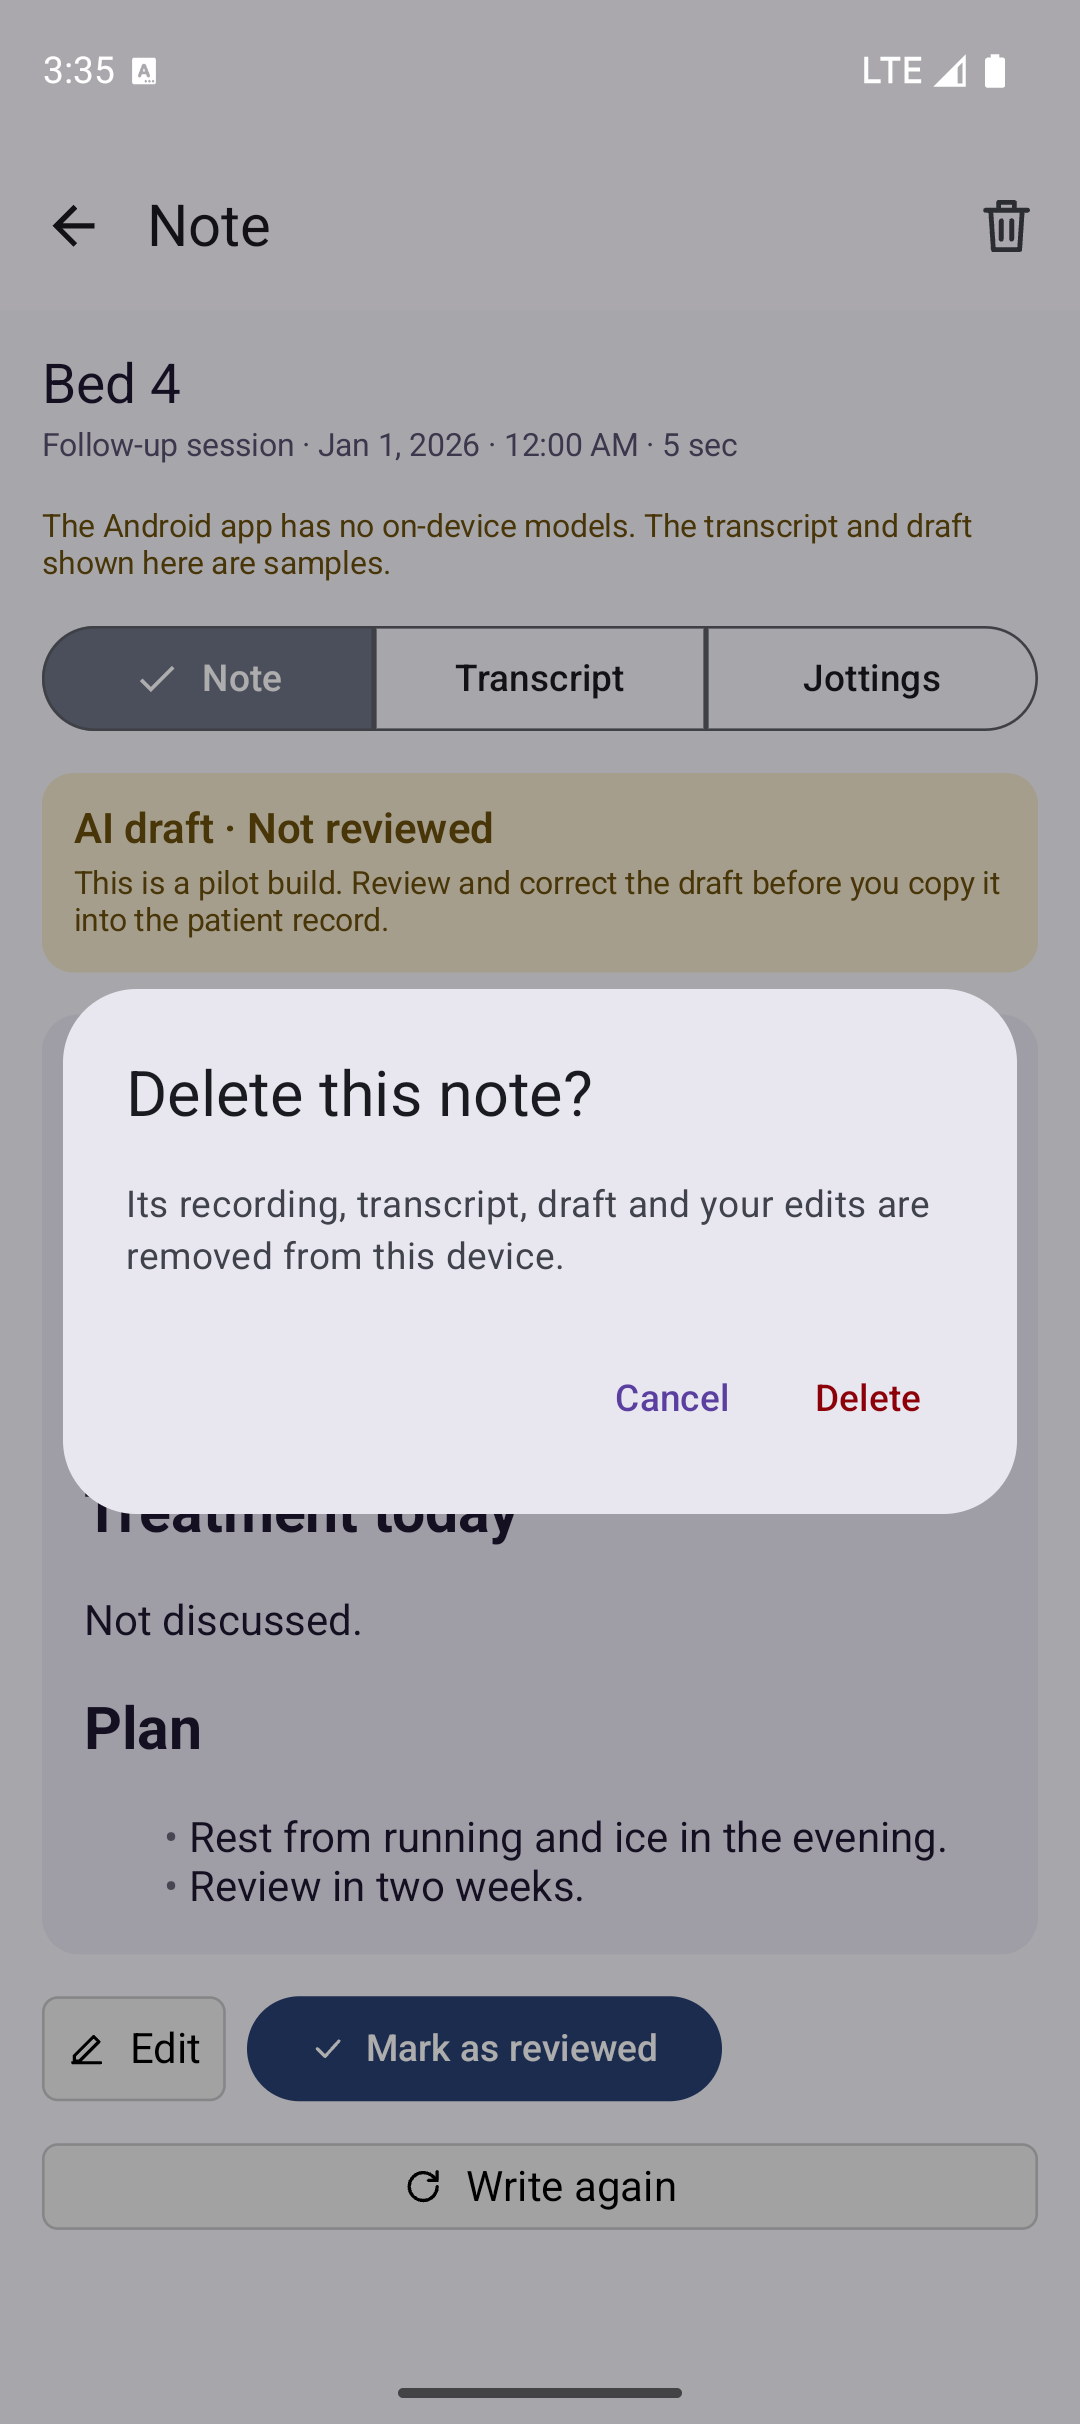 3:35
LTE
Note
Bed 4
Follow-up session · Jan 1, 2026 · 12:00 AM · 5 sec
The Android app has no on-device models. The transcript and draft
shown here are samples.
Note
Transcript
Jottings
AI draft · Not reviewed
This is a pilot build. Review and correct the draft before you copy it
into the patient record.
Delete this note?
Its recording, transcript, draft and your edits are
removed from this device.
Cancel
Delete
Treatment today
Not discussed.
Plan
• Rest from running and ice in the evening.
• Review in two weeks.
Edit
Mark as reviewed
Write again